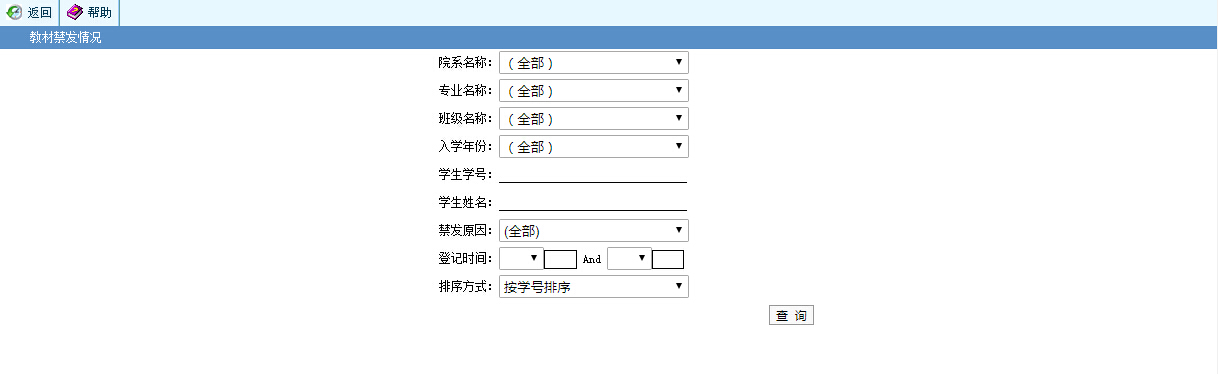 返回 帮助
教材禁发情况
院系名称： （全部）
专业名称： （全部）
班级名称： （全部）
入学年份： （全部）
学生学号：
学生姓名：
禁发原因： (全部)
登记时间： And
排序方式： 按学号排序
查 询